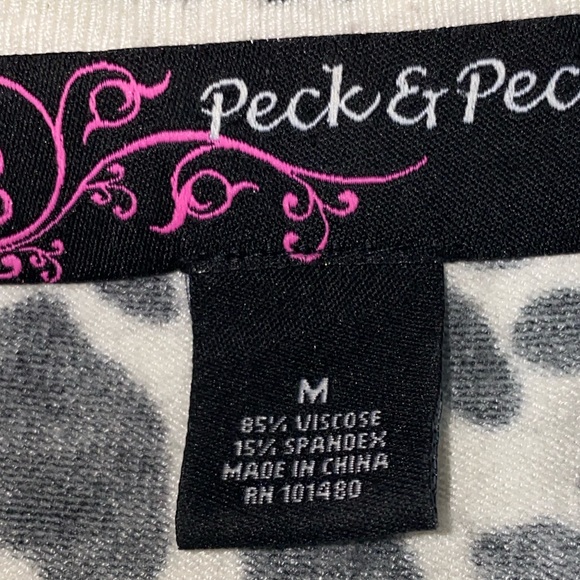 Peck & Pec
M
85% VISCOSE
15% SPANDEX
MADE IN CHINA
RN 101480